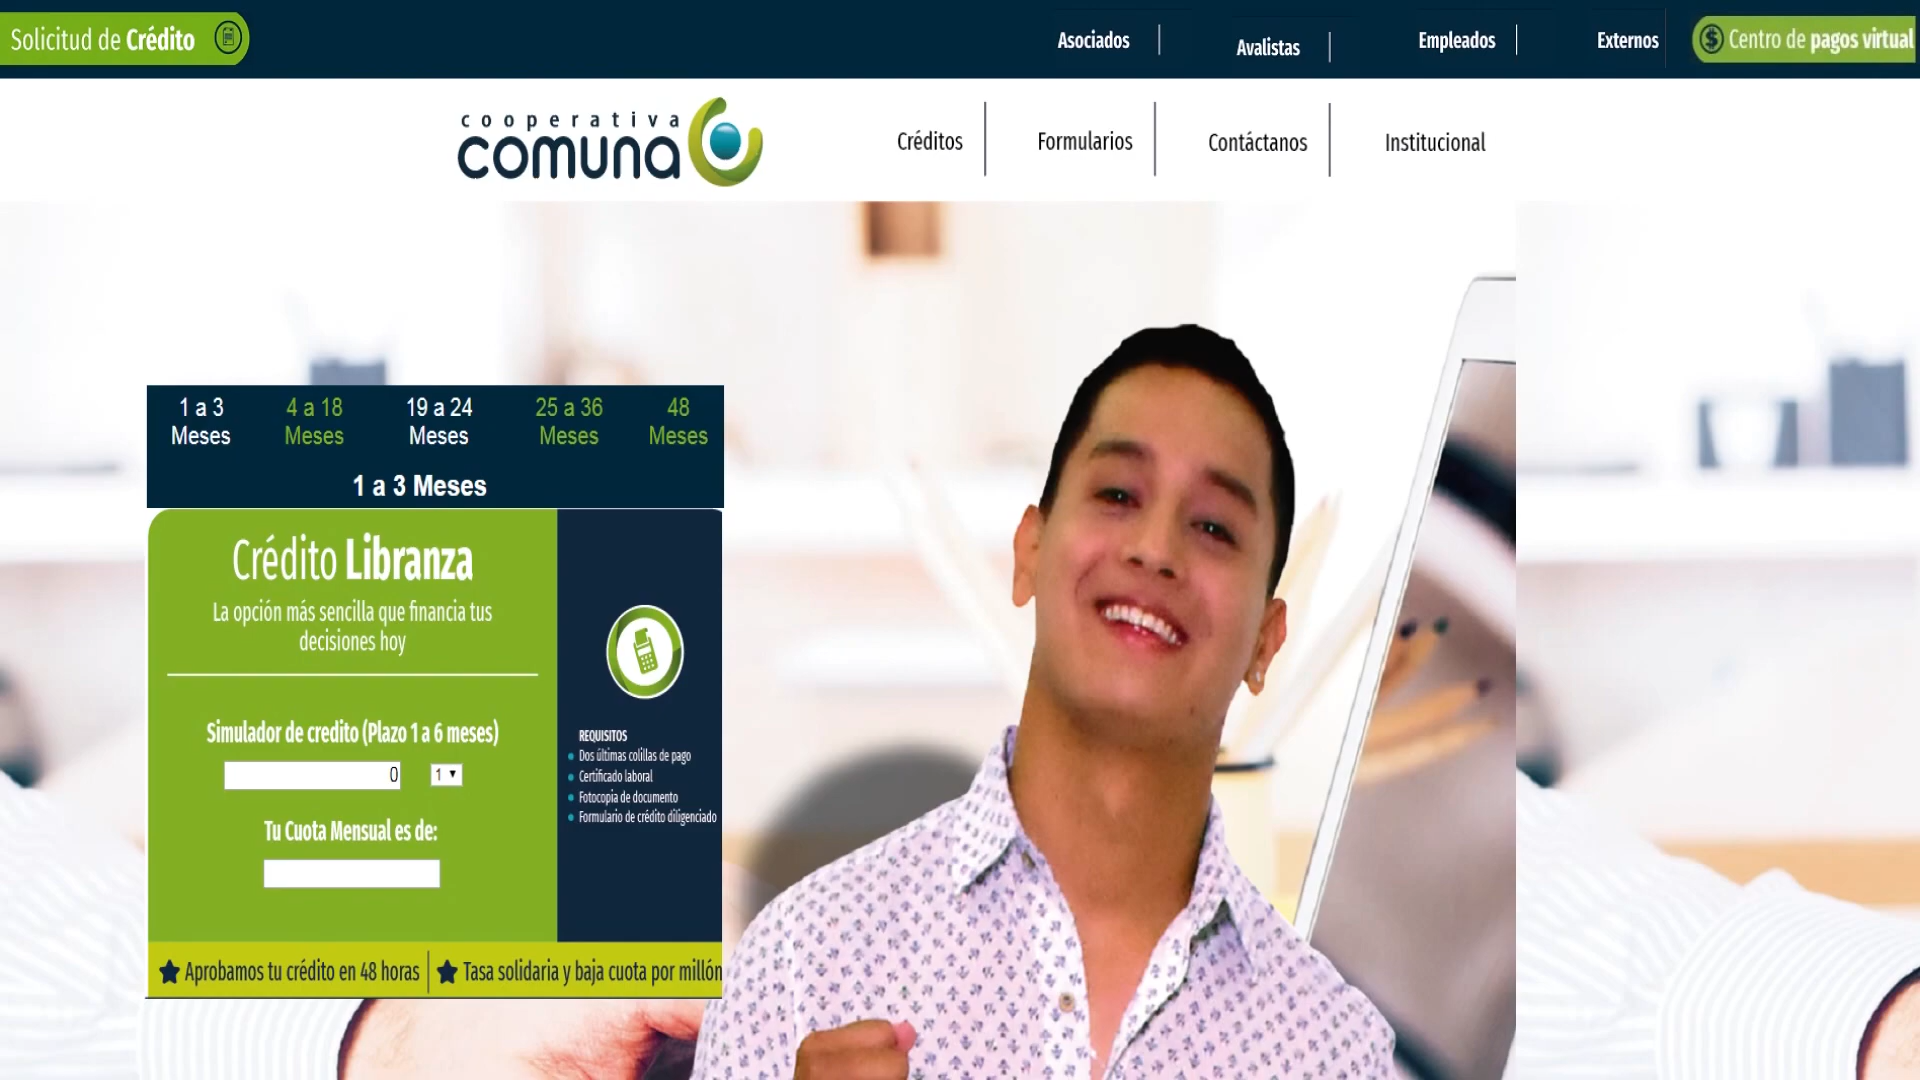 Solicitud de Crédito
Asociados
Avalistas
Empleados
Externos
Centro de pagos virtual
cooperativa
comuna
Créditos
Formularios
Contáctanos
Institucional
1 a 3 Meses
4 a 18 Meses
19 a 24 Meses
25 a 36 Meses
48 Meses
1 a 3 Meses
Crédito Libranza
La opción más sencilla que financia tus
decisiones hoy
Simulador de credito (Plazo 1 a 6 meses)
0
1
Tu Cuota Mensual es de:
REQUISITOS
Dos últimas colillas de pago
Certificado laboral
Fotocopia de documento
Formulario de crédito diligenciado
Aprobamos tu crédito en 48 horas
Tasa solidaria y baja cuota por millón